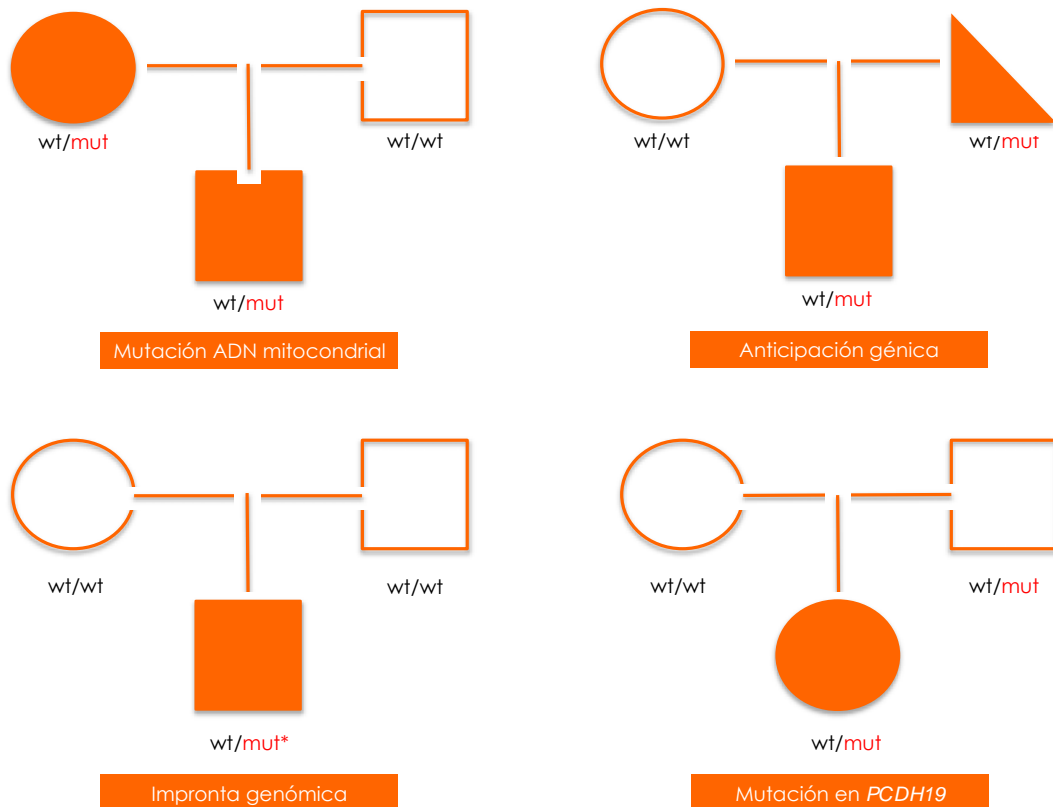 wt/mut
wt/wt
wt/mut
Mutación ADN mitocondrial
wt/wt
wt/mut
wt/mut
Anticipación génica
wt/wt
wt/wt
wt/mut*
Impronta genómica
wt/wt
wt/mut
wt/mut
Mutación en PCDH19